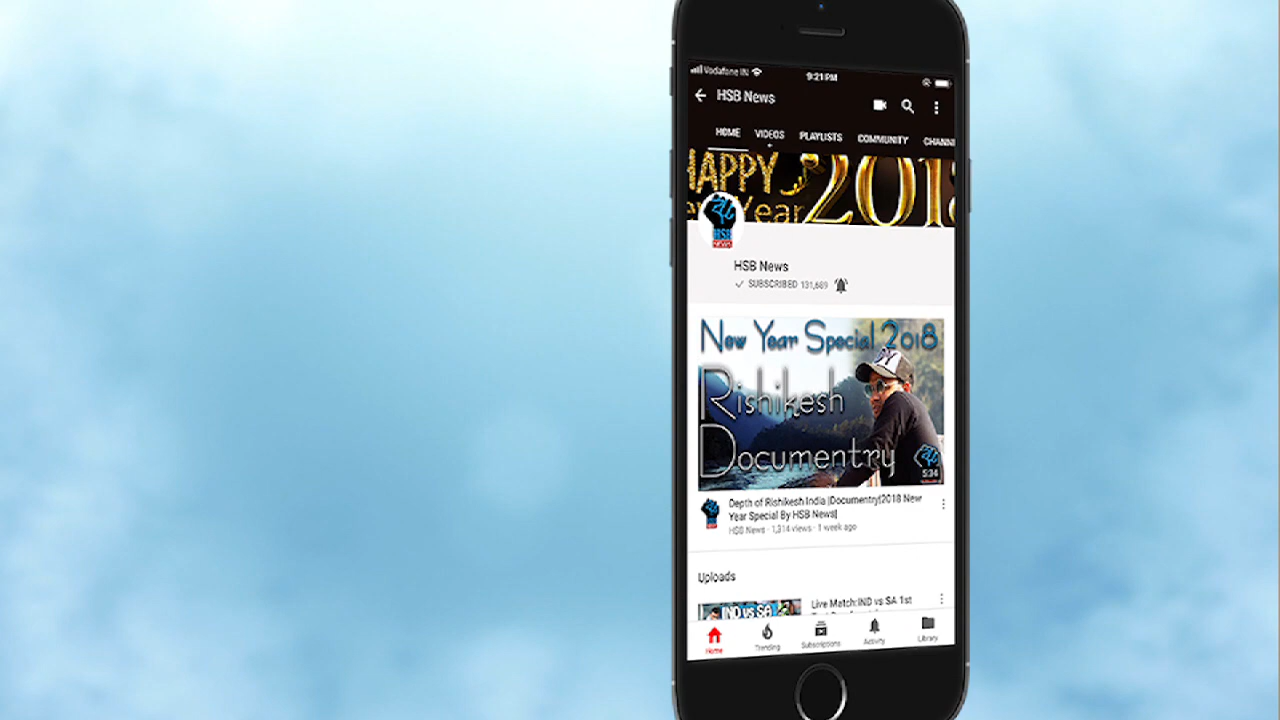 Vodafone IN 9:21 PM
HSB News
HOME VIDEOS PLAYLISTS COMMUNITY CHANN
HAPPY 2018
Year
HSB
NEWS
HSB News
SUBSCRIBED 131,689
New Year Special 2018
Rishikesh
Documentry
5:34
Depth of Rishikesh India |Documentry|2018 New
Year Special By HSB News|
HSB News · 1,314 views · 1 week ago
Uploads
IND vs SA
Live Match:IND vs SA 1st
Home Trending Subscriptions Activity Library